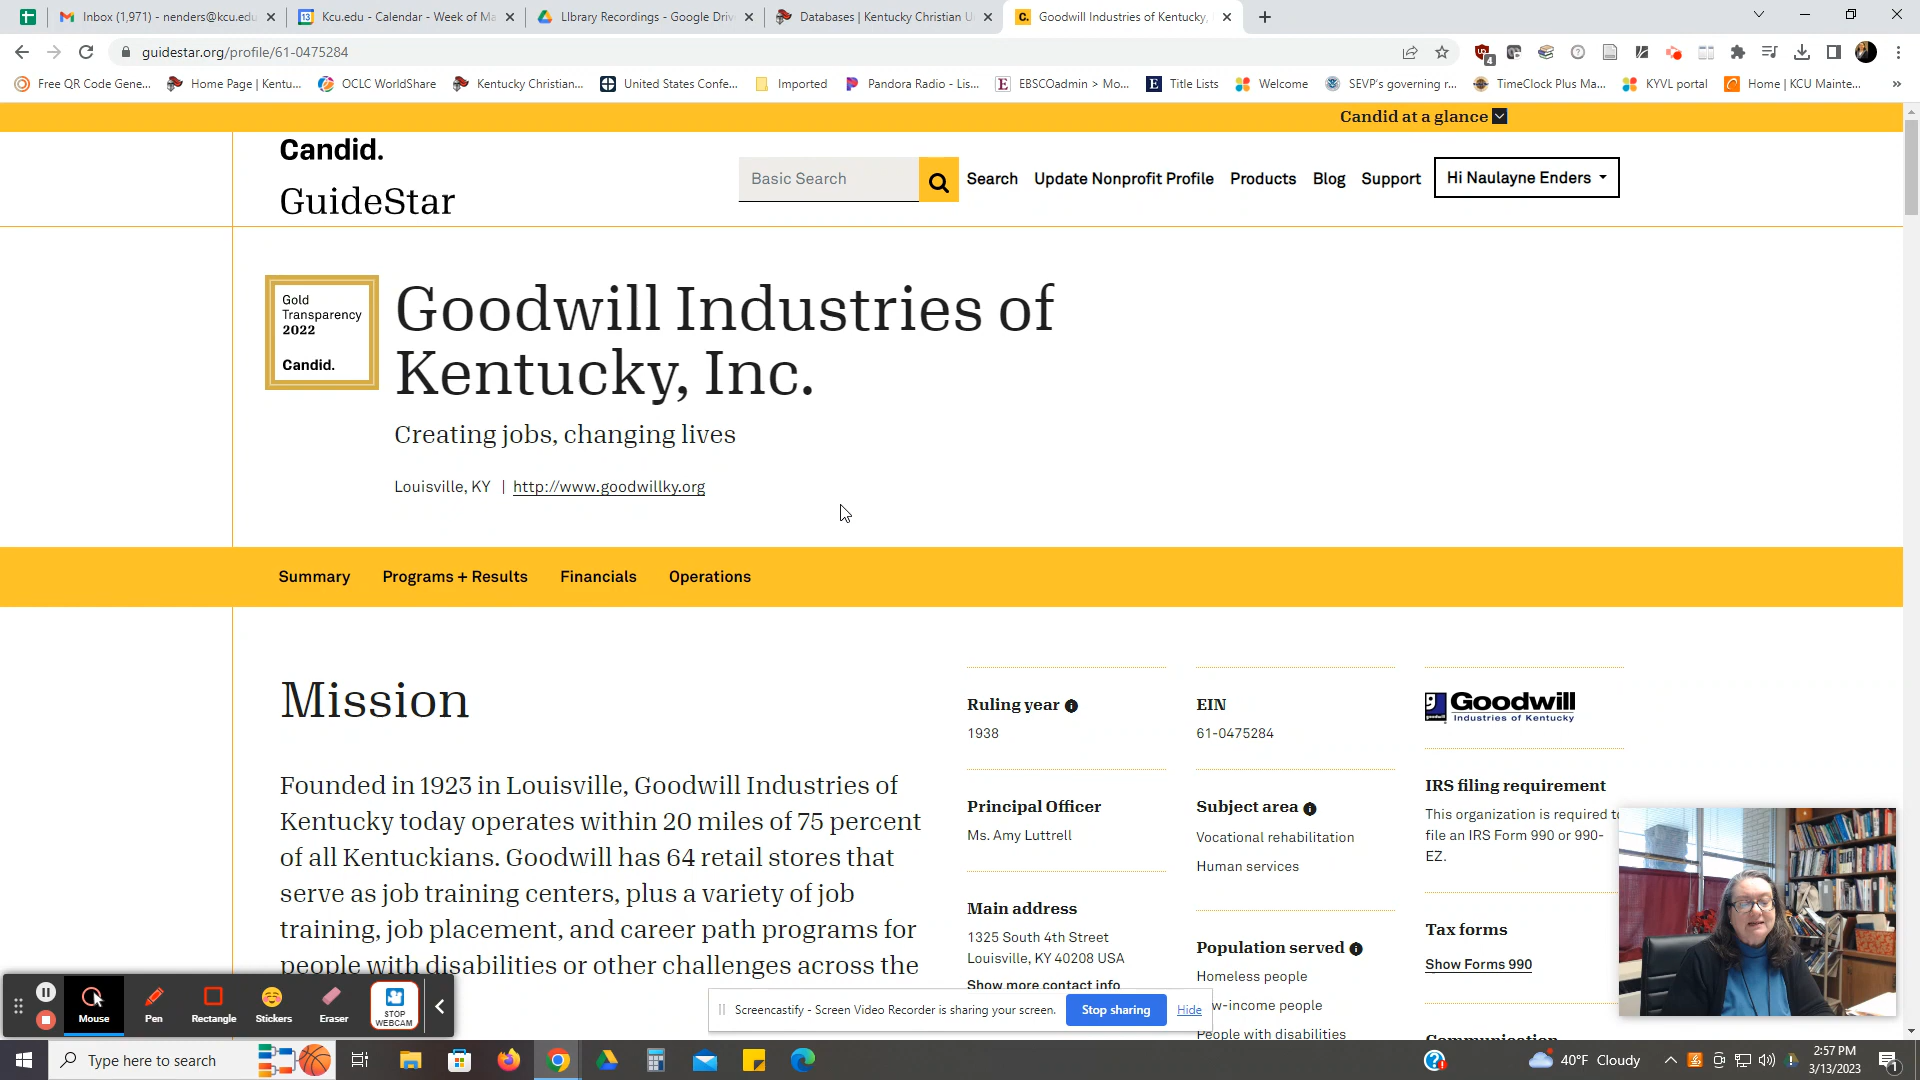 Inbox (1,971) - nenders@kcu.edu
Kcu.edu - Calendar - Week of Ma
LIbrary Recordings - Google Driv
Databases | Kentucky Christian U
Goodwill Industries of Kentucky,
guidestar.org/profile/61-0475284
4
Free QR Code Gene...
Home Page | Kentu...
OCLC WorldShare
Kentucky Christian...
United States Confe...
Imported
Pandora Radio - Lis...
EBSCOadmin > Mo...
Title Lists
Welcome
SEVP's governing r...
TimeClock Plus Ma...
KYVL portal
Home | KCU Mainte...
Candid at a glance
Candid.
GuideStar
Basic Search
Search
Update Nonprofit Profile
Products
Blog
Support
Hi Naulayne Enders
Gold
Transparency
2022
Candid.
Goodwill Industries of
Kentucky, Inc.
Creating jobs, changing lives
Louisville, KY | http://www.goodwillky.org
Summary
Programs + Results
Financials
Operations
Mission
Founded in 1923 in Louisville, Goodwill Industries of
Kentucky today operates within 20 miles of 75 percent
of all Kentuckians. Goodwill has 64 retail stores that
serve as job training centers, plus a variety of job
training, job placement, and career path programs for
people with disabilities or other challenges across the
Ruling year
1938
Principal Officer
Ms. Amy Luttrell
Main address
1325 South 4th Street
Louisville, KY 40208 USA
Show more contact info
EIN
61-0475284
Subject area
Vocational rehabilitation
Human services
Population served
Homeless people
w-income people
People with disabilities
Goodwill
Industries of Kentucky
goodwill
IRS filing requirement
This organization is required to
file an IRS Form 990 or 990-
EZ.
Tax forms
Show Forms 990
Communication
Mouse
Pen
Rectangle
Stickers
Eraser
STOP
WEBCAM
Screencastify - Screen Video Recorder is sharing your screen.
Stop sharing
Hide
Type here to search
40°F Cloudy
2:57 PM
3/13/2023
1